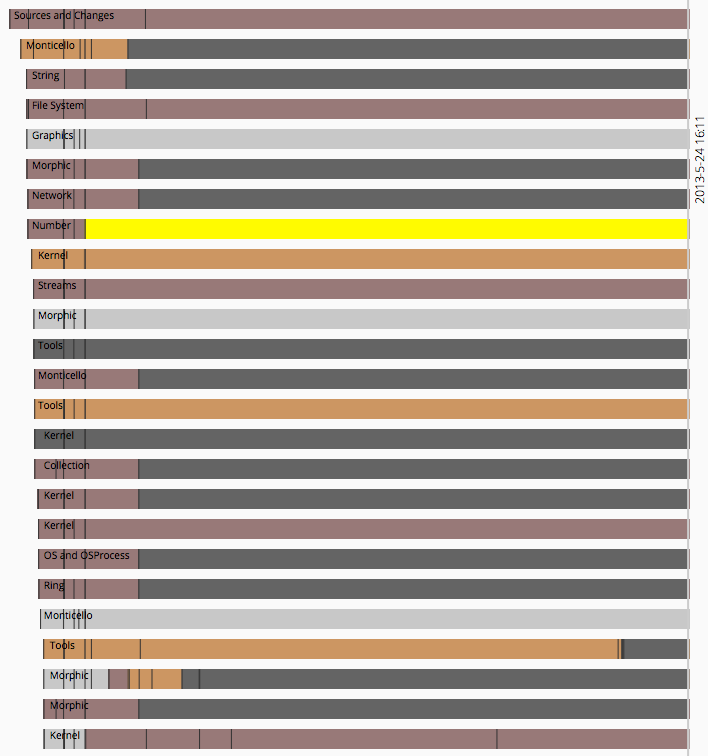 Sources and Changes
Monticello
String
File System
Graphics
Morphic
Network
Number
Kernel
Streams
Morphic
Tools
Monticello
Tools
Kernel
Collection
Kernel
Kernel
OS and OSProcess
Ring
Monticello
Tools
Morphic
Morphic
Kernel
2013-5-24 16:11